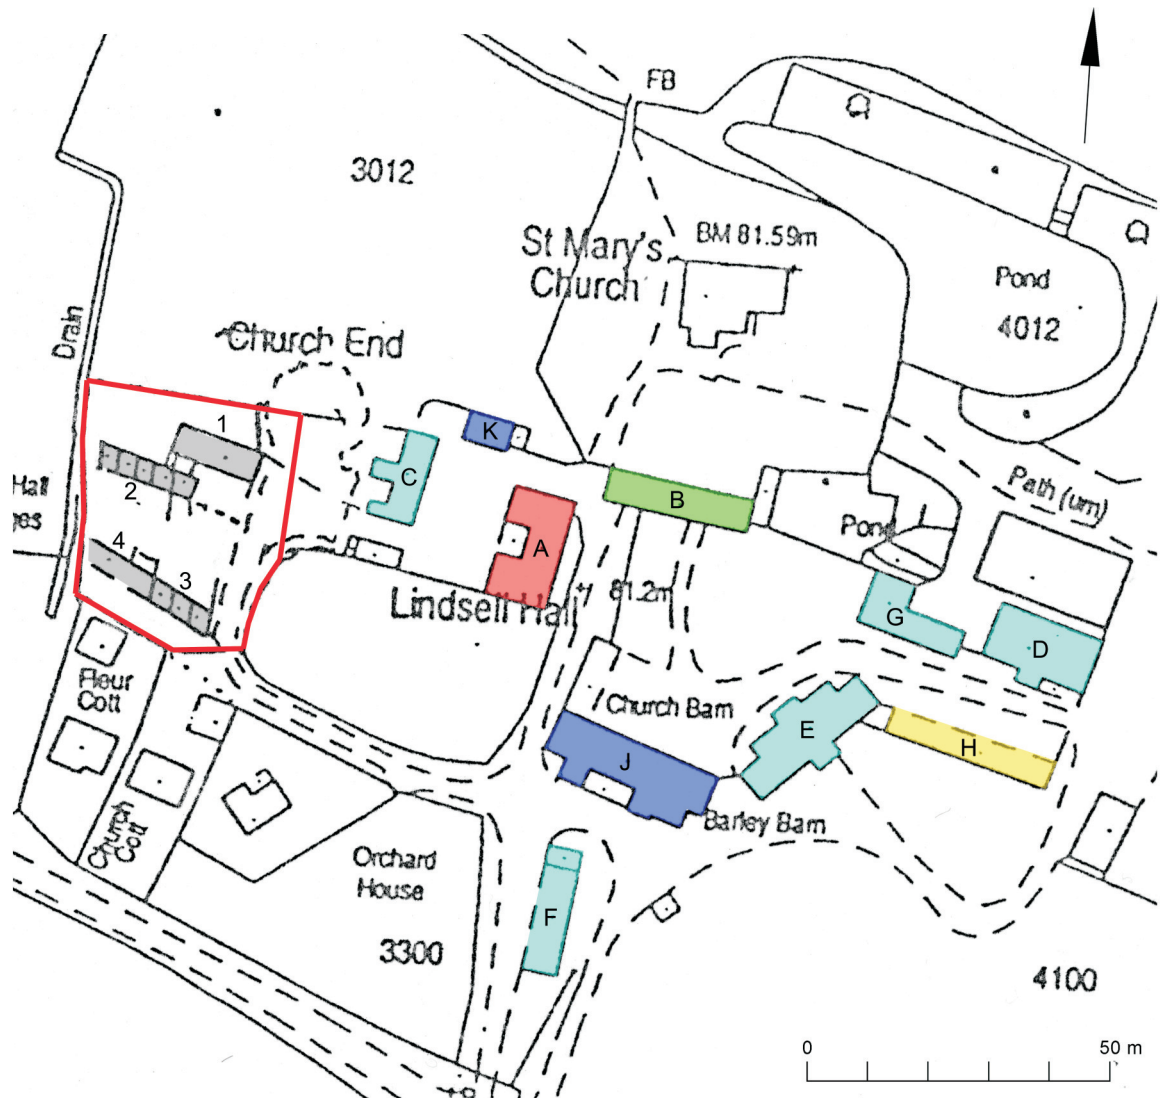 FB
3012
BM 81.59m
St Mary's
Church
Pond
4012
Drain
Church End
1
K
C
2
B
Path (um)
Hall
ges
A
Pond
4
3
Lindsell Hall
81.2m
G
D
Fleur
Cott
Church Barn
E
H
J
Church
Cott
Barley Barn
Orchard
House
F
3300
4100
0
50 m